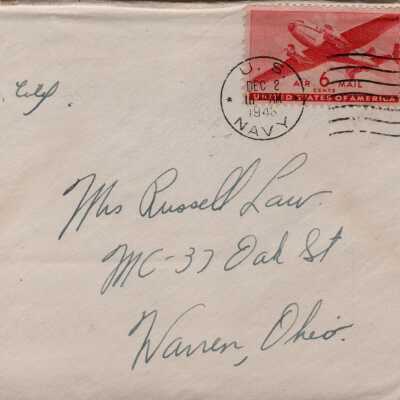 U. S.
DEC 2
1943
NAVY
AIR 6 MAIL
CENTS
UNITED STATES OF AMERICA
Calif.
Mrs Russell Law.
MC-37 Oak St
Warren, Ohio.